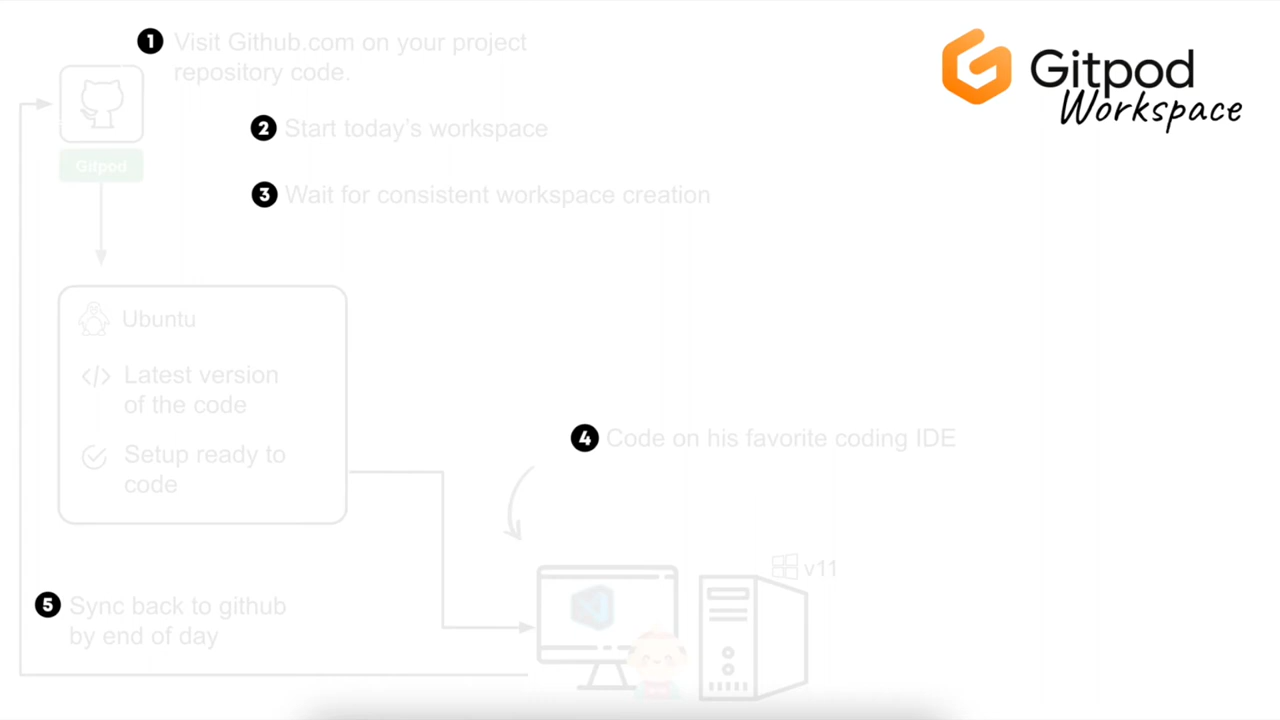 1 Visit Github.com on your project
repository code.
Gitpod
Workspace
2 Start today's workspace
Gitpod
3 Wait for consistent workspace creation
Ubuntu
</> Latest version
of the code
Setup ready to
code
4 Code on his favorite coding IDE
v11
5 Sync back to github
by end of day